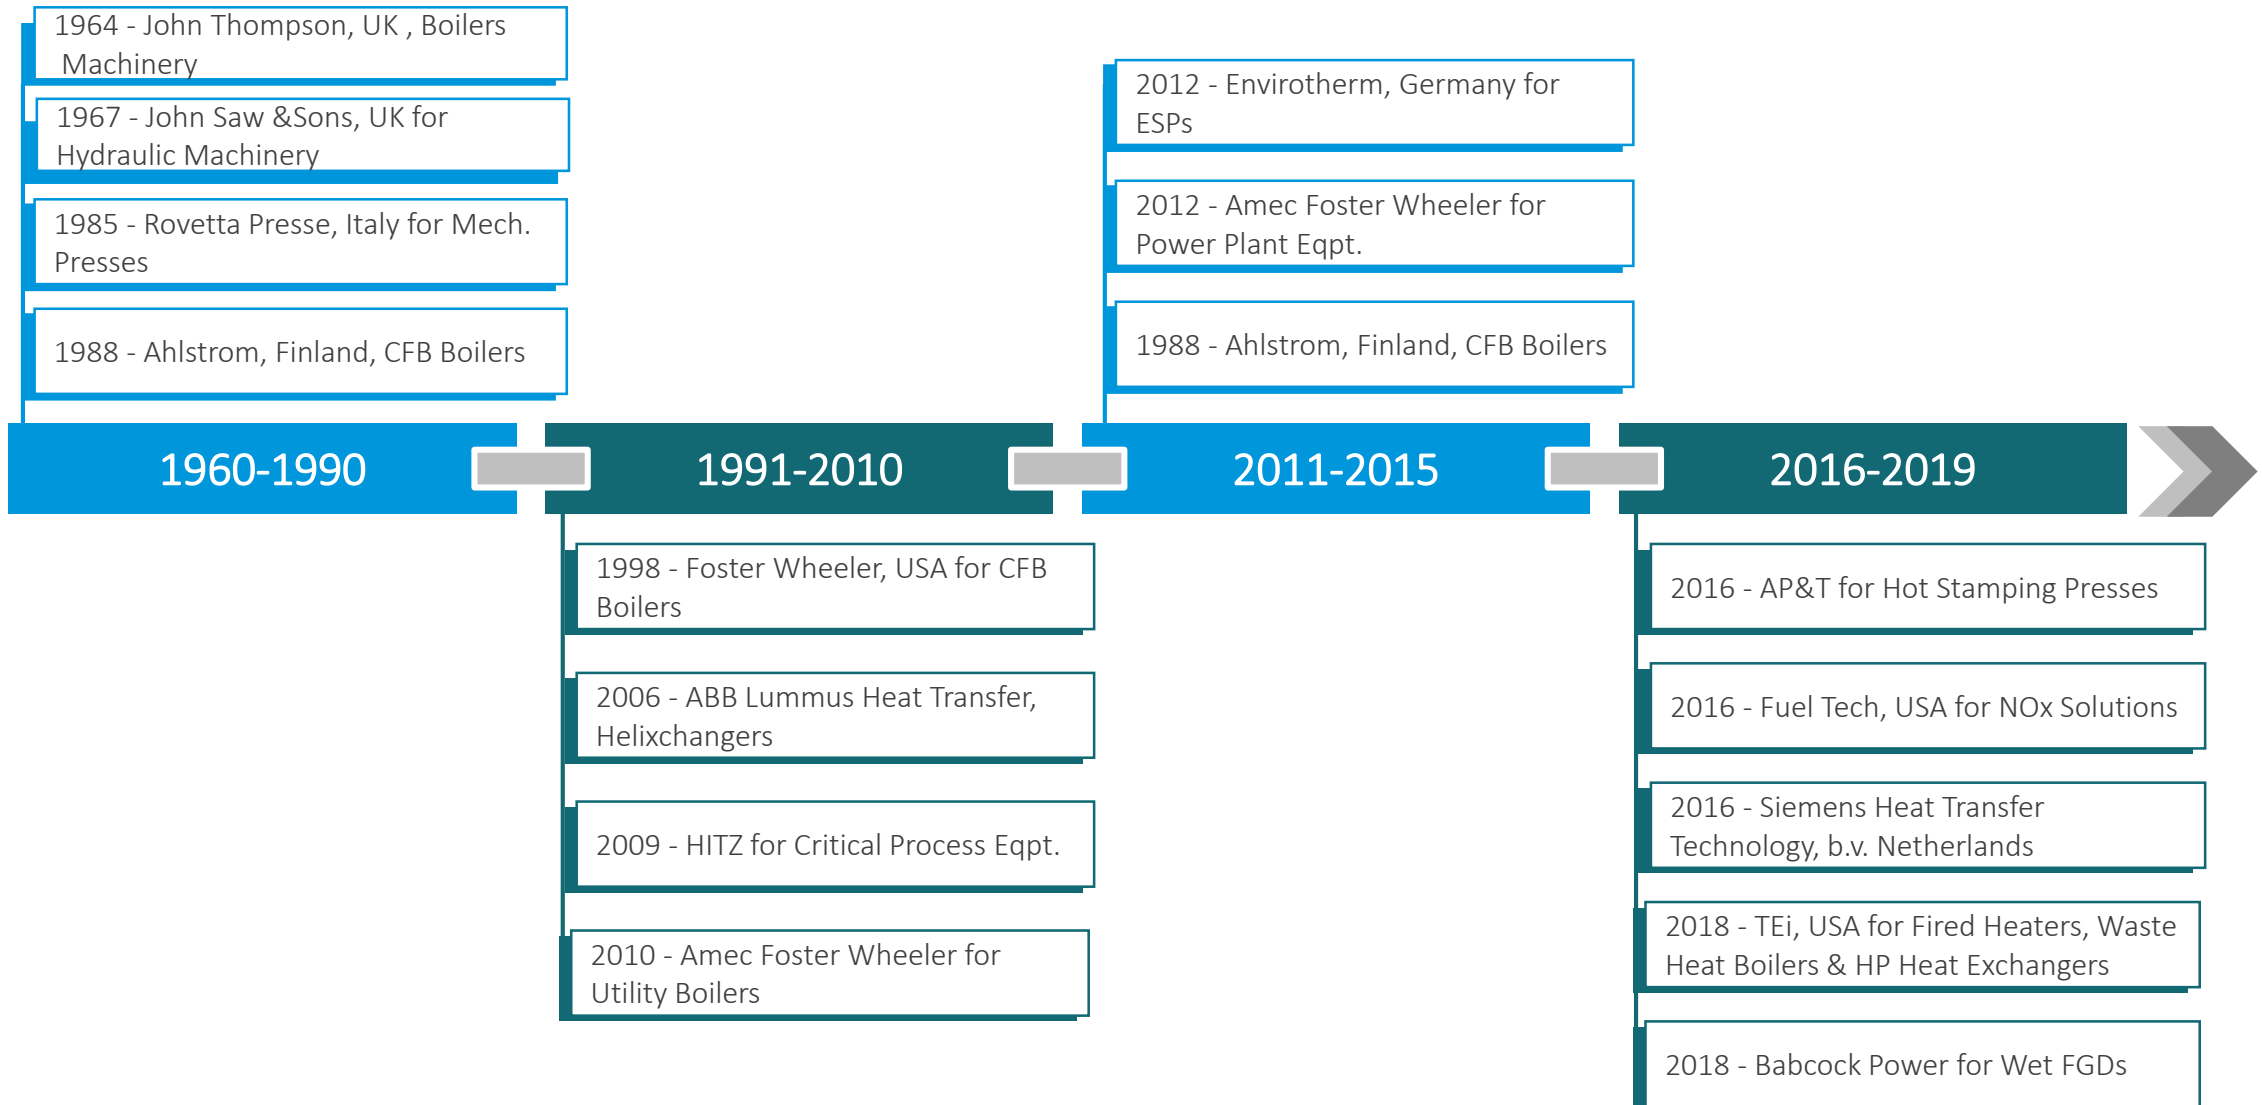 1964 - John Thompson, UK , Boilers
Machinery
1967 - John Saw &Sons, UK for
Hydraulic Machinery
1985 - Rovetta Presse, Italy for Mech.
Presses
1988 - Ahlstrom, Finland, CFB Boilers
2012 - Envirotherm, Germany for
ESPs
2012 - Amec Foster Wheeler for
Power Plant Eqpt.
1988 - Ahlstrom, Finland, CFB Boilers
1960-1990
1991-2010
2011-2015
2016-2019
1998 - Foster Wheeler, USA for CFB
Boilers
2006 - ABB Lummus Heat Transfer,
Helixchangers
2009 - HITZ for Critical Process Eqpt.
2010 - Amec Foster Wheeler for
Utility Boilers
2016 - AP&T for Hot Stamping Presses
2016 - Fuel Tech, USA for NOx Solutions
2016 - Siemens Heat Transfer
Technology, b.v. Netherlands
2018 - TEi, USA for Fired Heaters, Waste
Heat Boilers & HP Heat Exchangers
2018 - Babcock Power for Wet FGDs